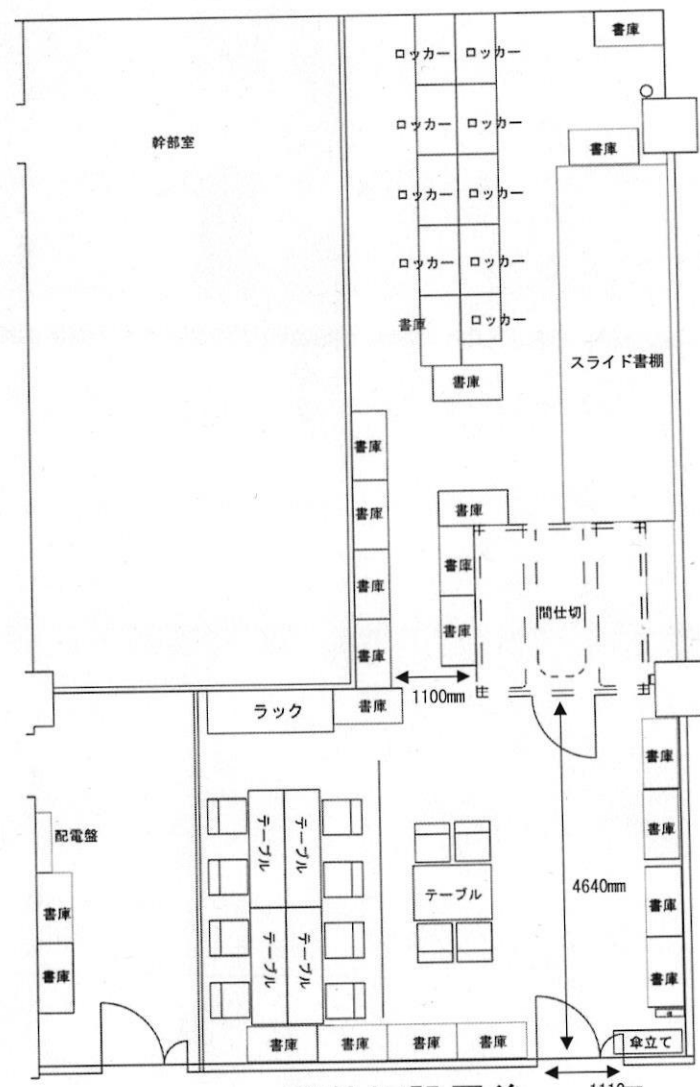 書庫
ロッカー ロッカー
ロッカー ロッカー
幹部室
書庫
ロッカー ロッカー
ロッカー ロッカー
書庫 ロッカー
スライド書棚
書庫
書庫
書庫
書庫
書庫
書庫
間仕切
書庫
書庫
1100mm
ラック
書庫
書庫
テーブル
テーブル
書庫
配電盤
テーブル
4640mm
書庫
書庫
テーブル
テーブル
書庫
書庫
書庫
書庫
書庫
書庫
傘立て
1110mm